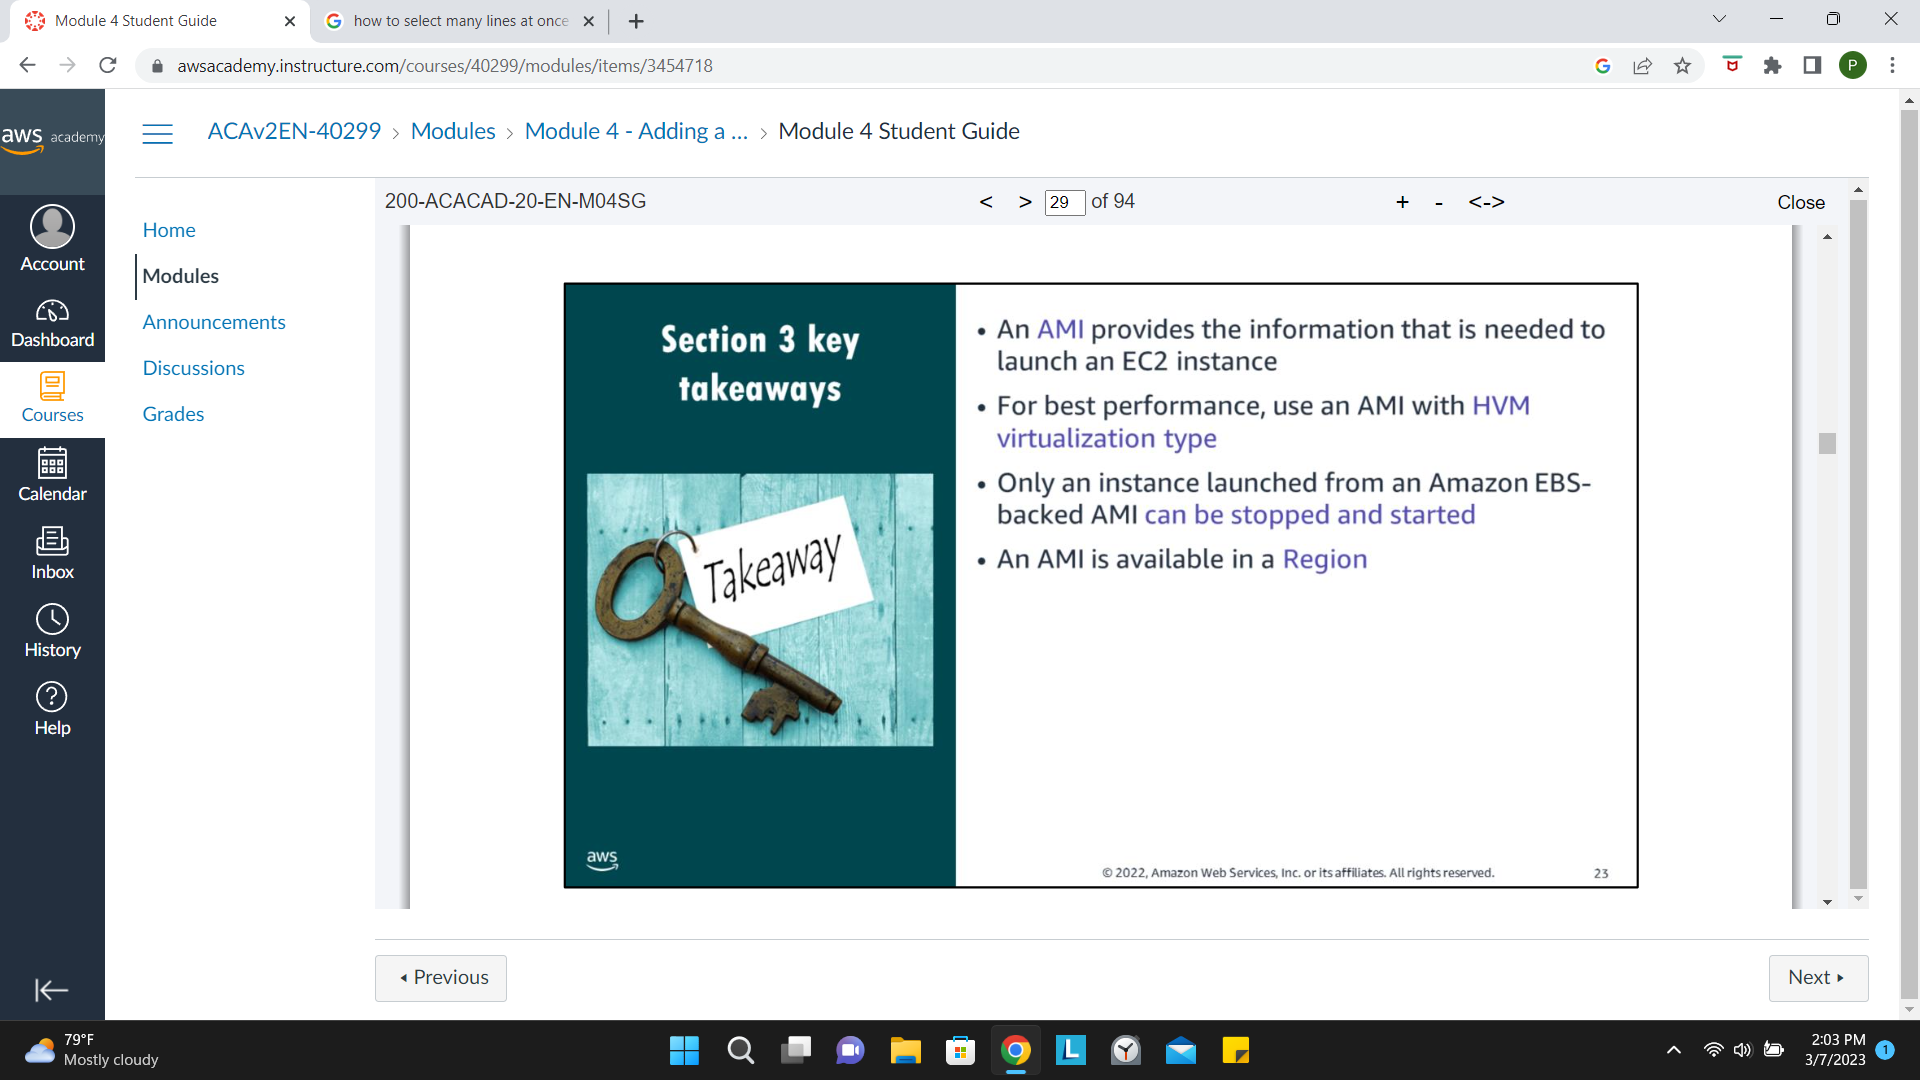 Module 4 Student Guide
how to select many lines at once
awsacademy.instructure.com/courses/40299/modules/items/3454718
P
aws academy
ACAv2EN-40299 > Modules > Module 4 - Adding a ... > Module 4 Student Guide
200-ACACAD-20-EN-M04SG
< > 29 of 94
+ - <->
Close
Account
Dashboard
Courses
Calendar
Inbox
History
Help
Home
Modules
Announcements
Discussions
Grades
Section 3 key
takeaways
Takeaway
aws
• An AMI provides the information that is needed to
launch an EC2 instance
• For best performance, use an AMI with HVM
virtualization type
• Only an instance launched from an Amazon EBS-
backed AMI can be stopped and started
• An AMI is available in a Region
© 2022, Amazon Web Services, Inc. or its affiliates. All rights reserved.
23
Previous
Next
79°F
Mostly cloudy
L
2:03 PM
3/7/2023
1